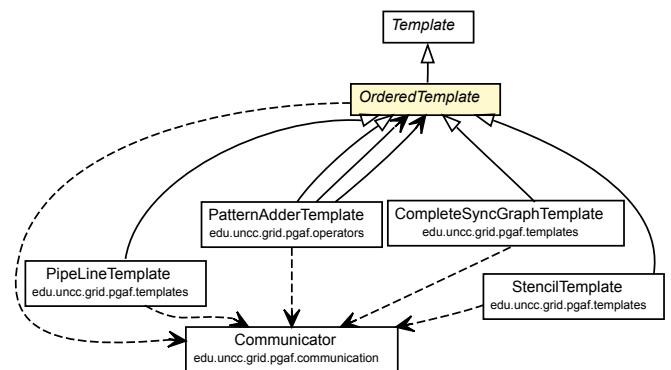 Template
OrderedTemplate
PatternAdderTemplate
edu.uncc.grid.pgaf.operators
CompleteSyncGraphTemplate
edu.uncc.grid.pgaf.templates
PipeLineTemplate
edu.uncc.grid.pgaf.templates
StencilTemplate
edu.uncc.grid.pgaf.templates
Communicator
edu.uncc.grid.pgaf.communication